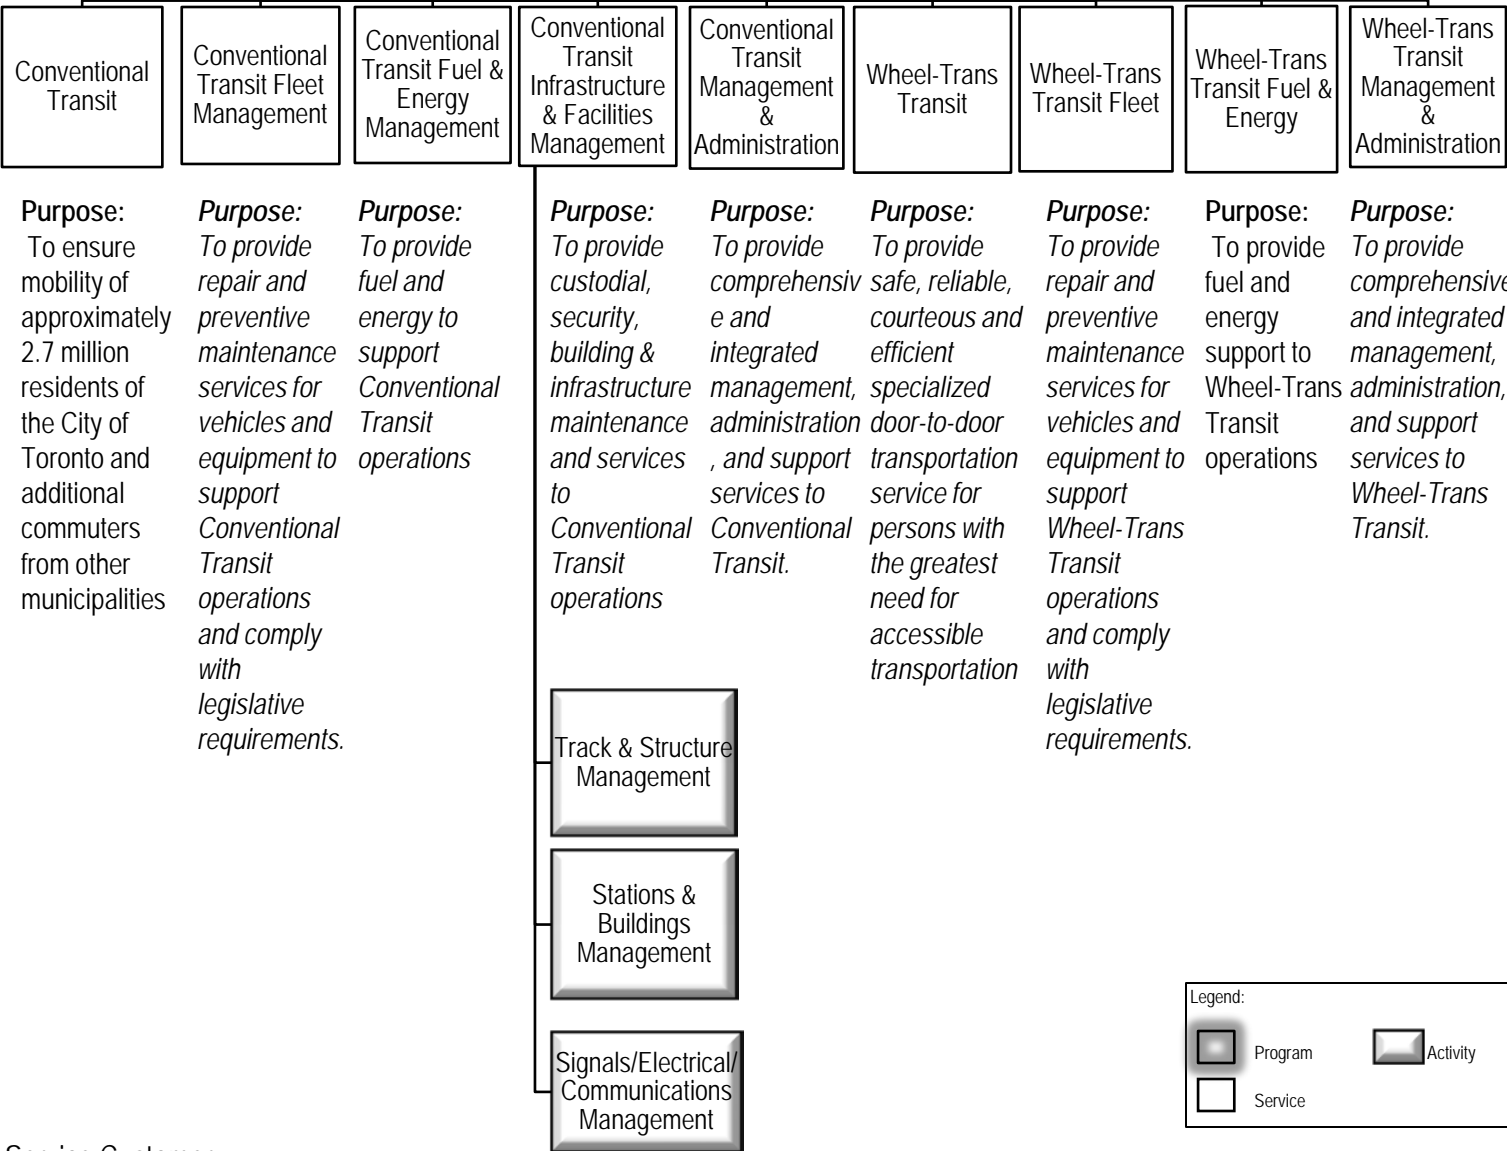 Conventional
Transit
Conventional
Transit Fleet
Management
Conventional
Transit Fuel &
Energy
Management
Conventional
Transit
Infrastructure
& Facilities
Management
Conventional
Transit
Management
&
Administration
Wheel-Trans
Transit
Wheel-Trans
Transit Fleet
Wheel-Trans
Transit Fuel &
Energy
Wheel-Trans
Transit
Management
&
Administration
Purpose:
To ensure
mobility of
approximately
2.7 million
residents of
the City of
Toronto and
additional
commuters
from other
municipalities
Purpose:
To provide
repair and
preventive
maintenance
services for
vehicles and
equipment to
support
Conventional
Transit
operations
and comply
with
legislative
requirements.
Purpose:
To provide
fuel and
energy to
support
Conventional
Transit
operations
Purpose:
To provide
custodial,
security,
building &
infrastructure
maintenance
and services
to
Conventional
Transit
operations
Purpose:
To provide
comprehensiv
e and
integrated
management,
administration
, and support
services to
Conventional
Transit.
Purpose:
To provide
safe, reliable,
courteous and
efficient
specialized
door-to-door
transportation
service for
persons with
the greatest
need for
accessible
transportation
Purpose:
To provide
repair and
preventive
maintenance
services for
vehicles and
equipment to
support
Wheel-Trans
Transit
operations
and comply
with
legislative
requirements.
Purpose:
To provide
fuel and
energy
support to
Wheel-Trans
Transit
operations
Purpose:
To provide
comprehensive
and integrated
management,
administration,
and support
services to
Wheel-Trans
Transit.
Track & Structure
Management
Stations &
Buildings
Management
Signals/Electrical/
Communications
Management
Legend:
Program
Activity
Service